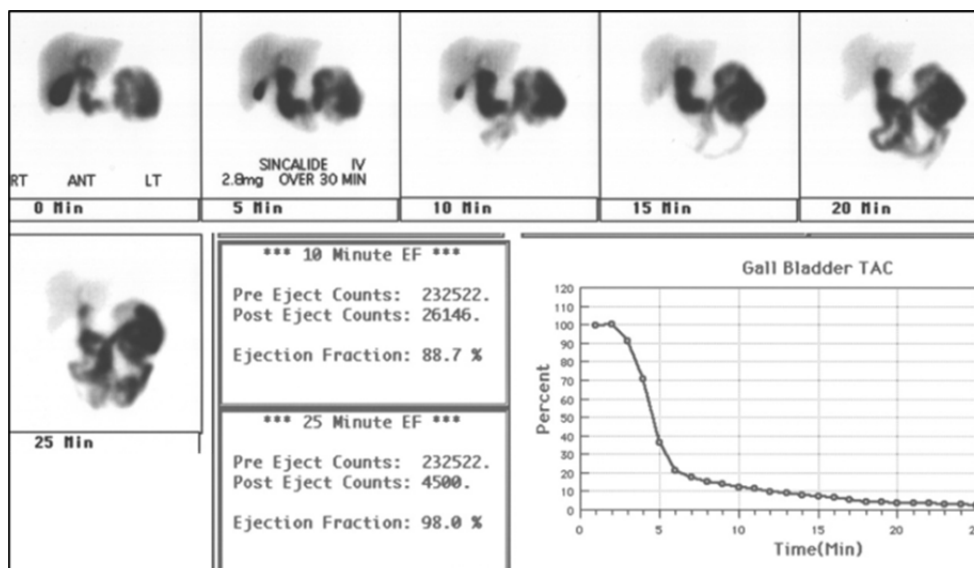 SINCALIDE IV
RT ANT LT 2.8mg OVER 30 MIN
0 Min 5 Min 10 Min 15 Min 20 Min
25 Min
*** 10 Minute EF ***
Pre Eject Counts: 232522.
Post Eject Counts: 26146.
Ejection Fraction: 88.7 %
*** 25 Minute EF ***
Pre Eject Counts: 232522.
Post Eject Counts: 4500.
Ejection Fraction: 98.0 %
Gall Bladder TAC
Percent
120
110
100
90
80
70
60
50
40
30
20
10
0
0 5 10 15 20
Time(Min)